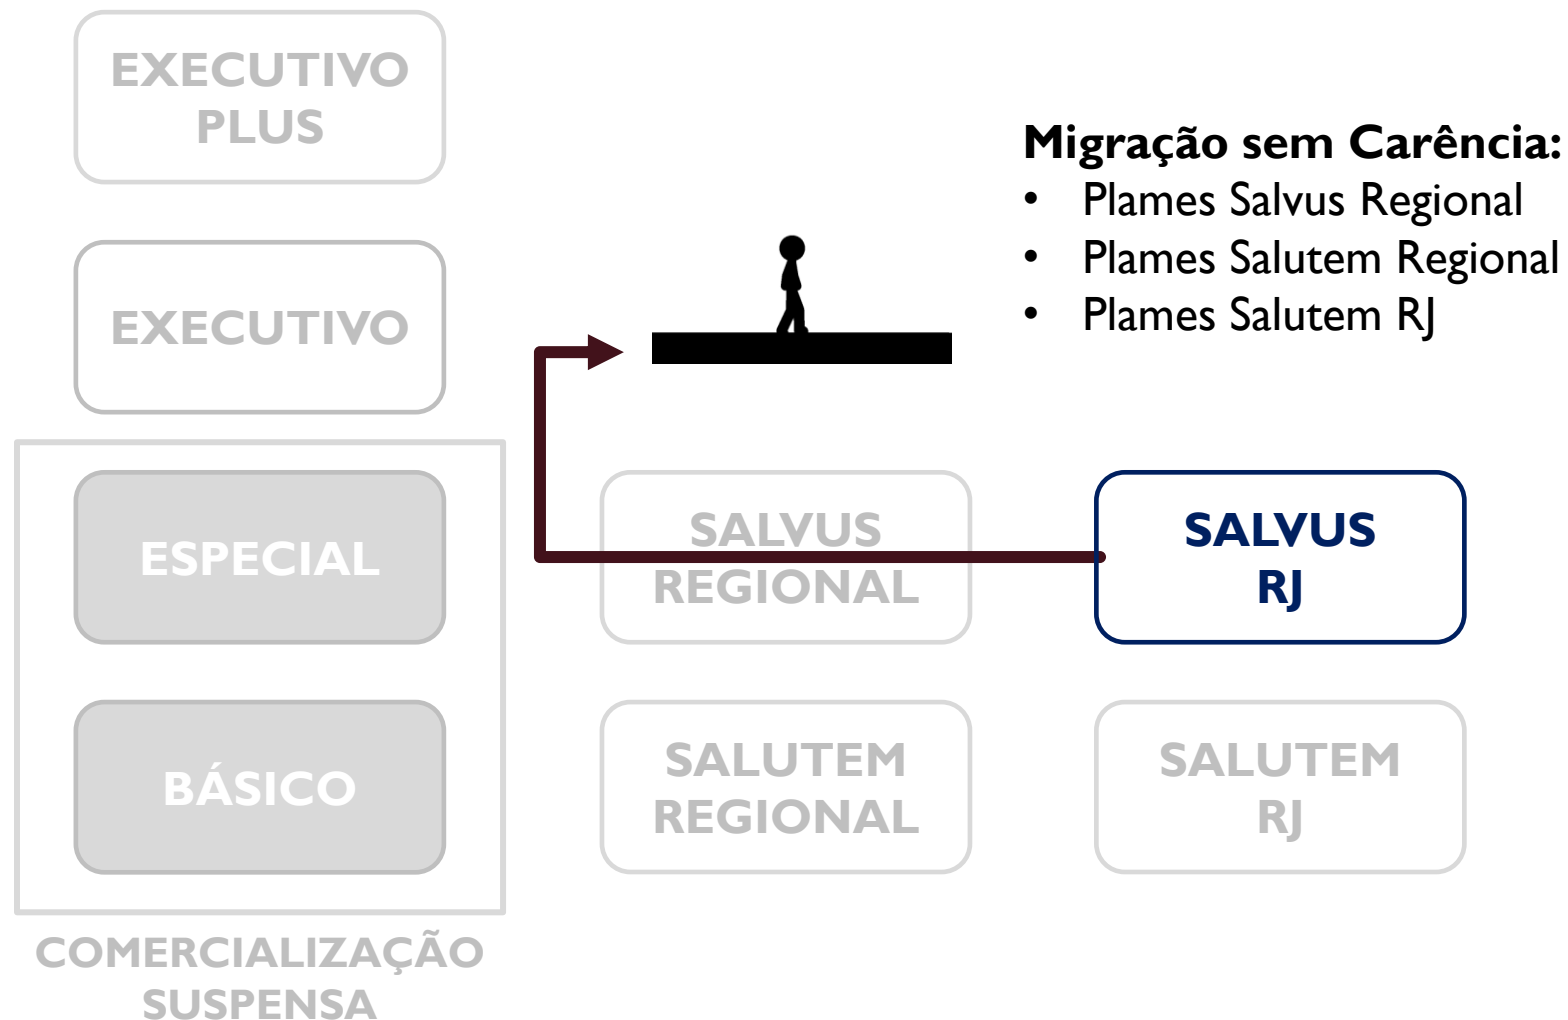 EXECUTIVO
PLUS
EXECUTIVO
Migração sem Carência:
• Plames Salvus Regional
• Plames Salutem Regional
• Plames Salutem RJ
ESPECIAL
SALVUS
REGIONAL
SALVUS
RJ
BÁSICO
SALUTEM
REGIONAL
SALUTEM
RJ
COMERCIALIZAÇÃO
SUSPENSA